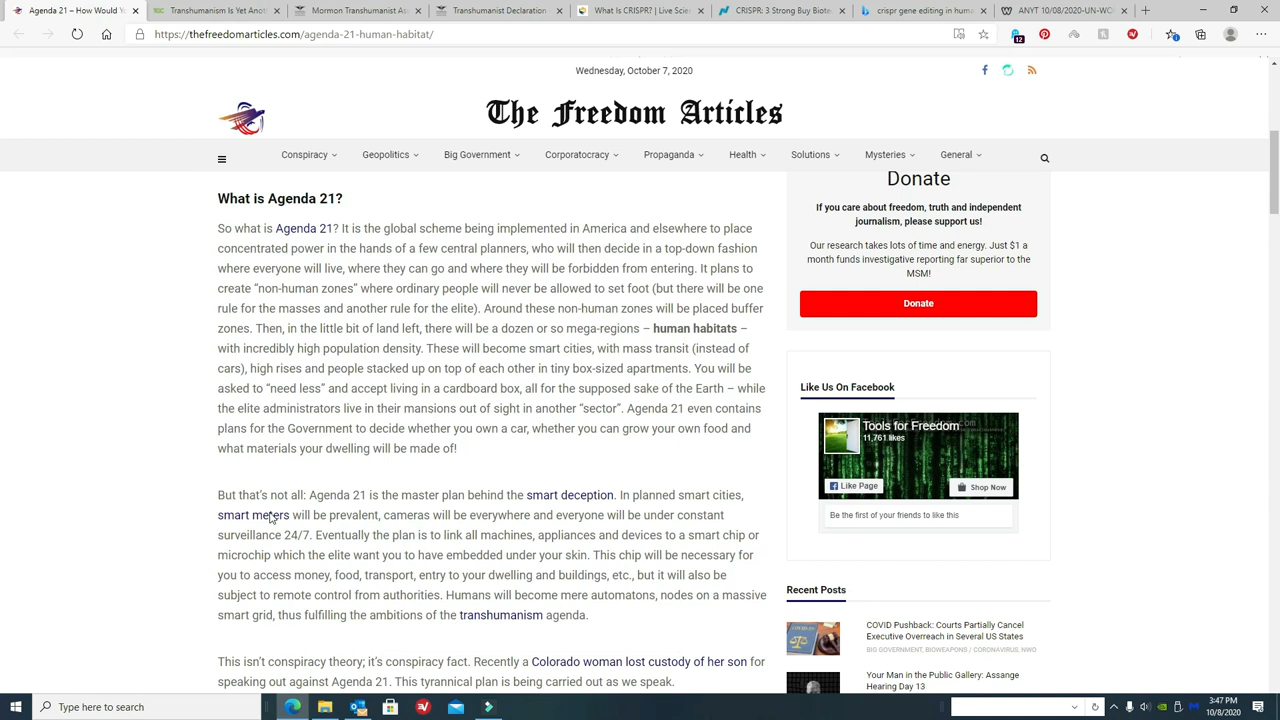 Agenda 21 – How Would Y
Transhumanists United in
Transhumanist Declaration
What is CRISPR? | Live Sci
CRISPR: 3 Strong
ANYT 10/08/2020-UN-WO
https://thefreedomarticles.com/agenda-21-human-habitat/
12
Wednesday, October 7, 2020
The Freedom Articles
Conspiracy
Geopolitics
Big Government
Corporatocracy
Propaganda
Health
Solutions
Mysteries
General
What is Agenda 21?
So what is Agenda 21? It is the global scheme being implemented in America and elsewhere to place
concentrated power in the hands of a few central planners, who will then decide in a top-down fashion
where everyone will live, where they can go and where they will be forbidden from entering. It plans to
create “non-human zones” where ordinary people will never be allowed to set foot (but there will be one
rule for the masses and another rule for the elite). Around these non-human zones will be placed buffer
zones. Then, in the little bit of land left, there will be a dozen or so mega-regions – human habitats –
with incredibly high population density. These will become smart cities, with mass transit (instead of
cars), high rises and people stacked up on top of each other in tiny box-sized apartments. You will be
asked to “need less” and accept living in a cardboard box, all for the supposed sake of the Earth – while
the elite administrators live in their mansions out of sight in another “sector”. Agenda 21 even contains
plans for the Government to decide whether you own a car, whether you can grow your own food and
what materials your dwelling will be made of!
But that’s not all: Agenda 21 is the master plan behind the smart deception. In planned smart cities,
smart meters will be prevalent, cameras will be everywhere and everyone will be under constant
surveillance 24/7. Eventually the plan is to link all machines, appliances and devices to a smart chip or
microchip which the elite want you to have embedded under your skin. This chip will be necessary for
you to access money, food, transport, entry to your dwelling and buildings, etc., but it will also be
subject to remote control from authorities. Humans will become mere automatons, nodes on a massive
smart grid, thus fulfilling the ambitions of the transhumanism agenda.
This isn’t conspiracy theory, it’s conspiracy fact. Recently a Colorado woman lost custody of her son for
speaking out against Agenda 21. This tyrannical plan is being carried out as we speak.
Donate
If you care about freedom, truth and independent
journalism, please support us!
Our research takes lots of time and energy. Just $1 a
month funds investigative reporting far superior to the
MSM!
Donate
Like Us On Facebook
Tools for Freedom
11,761 likes
Like Page
Shop Now
Be the first of your friends to like this
Recent Posts
COVID Pushback: Courts Partially Cancel
Executive Overreach in Several US States
BIG GOVERNMENT, BIOWEAPONS / CORONAVIRUS, NWO
Your Man in the Public Gallery: Assange
Hearing Day 13
Type here to search
3:47 PM
10/8/2020